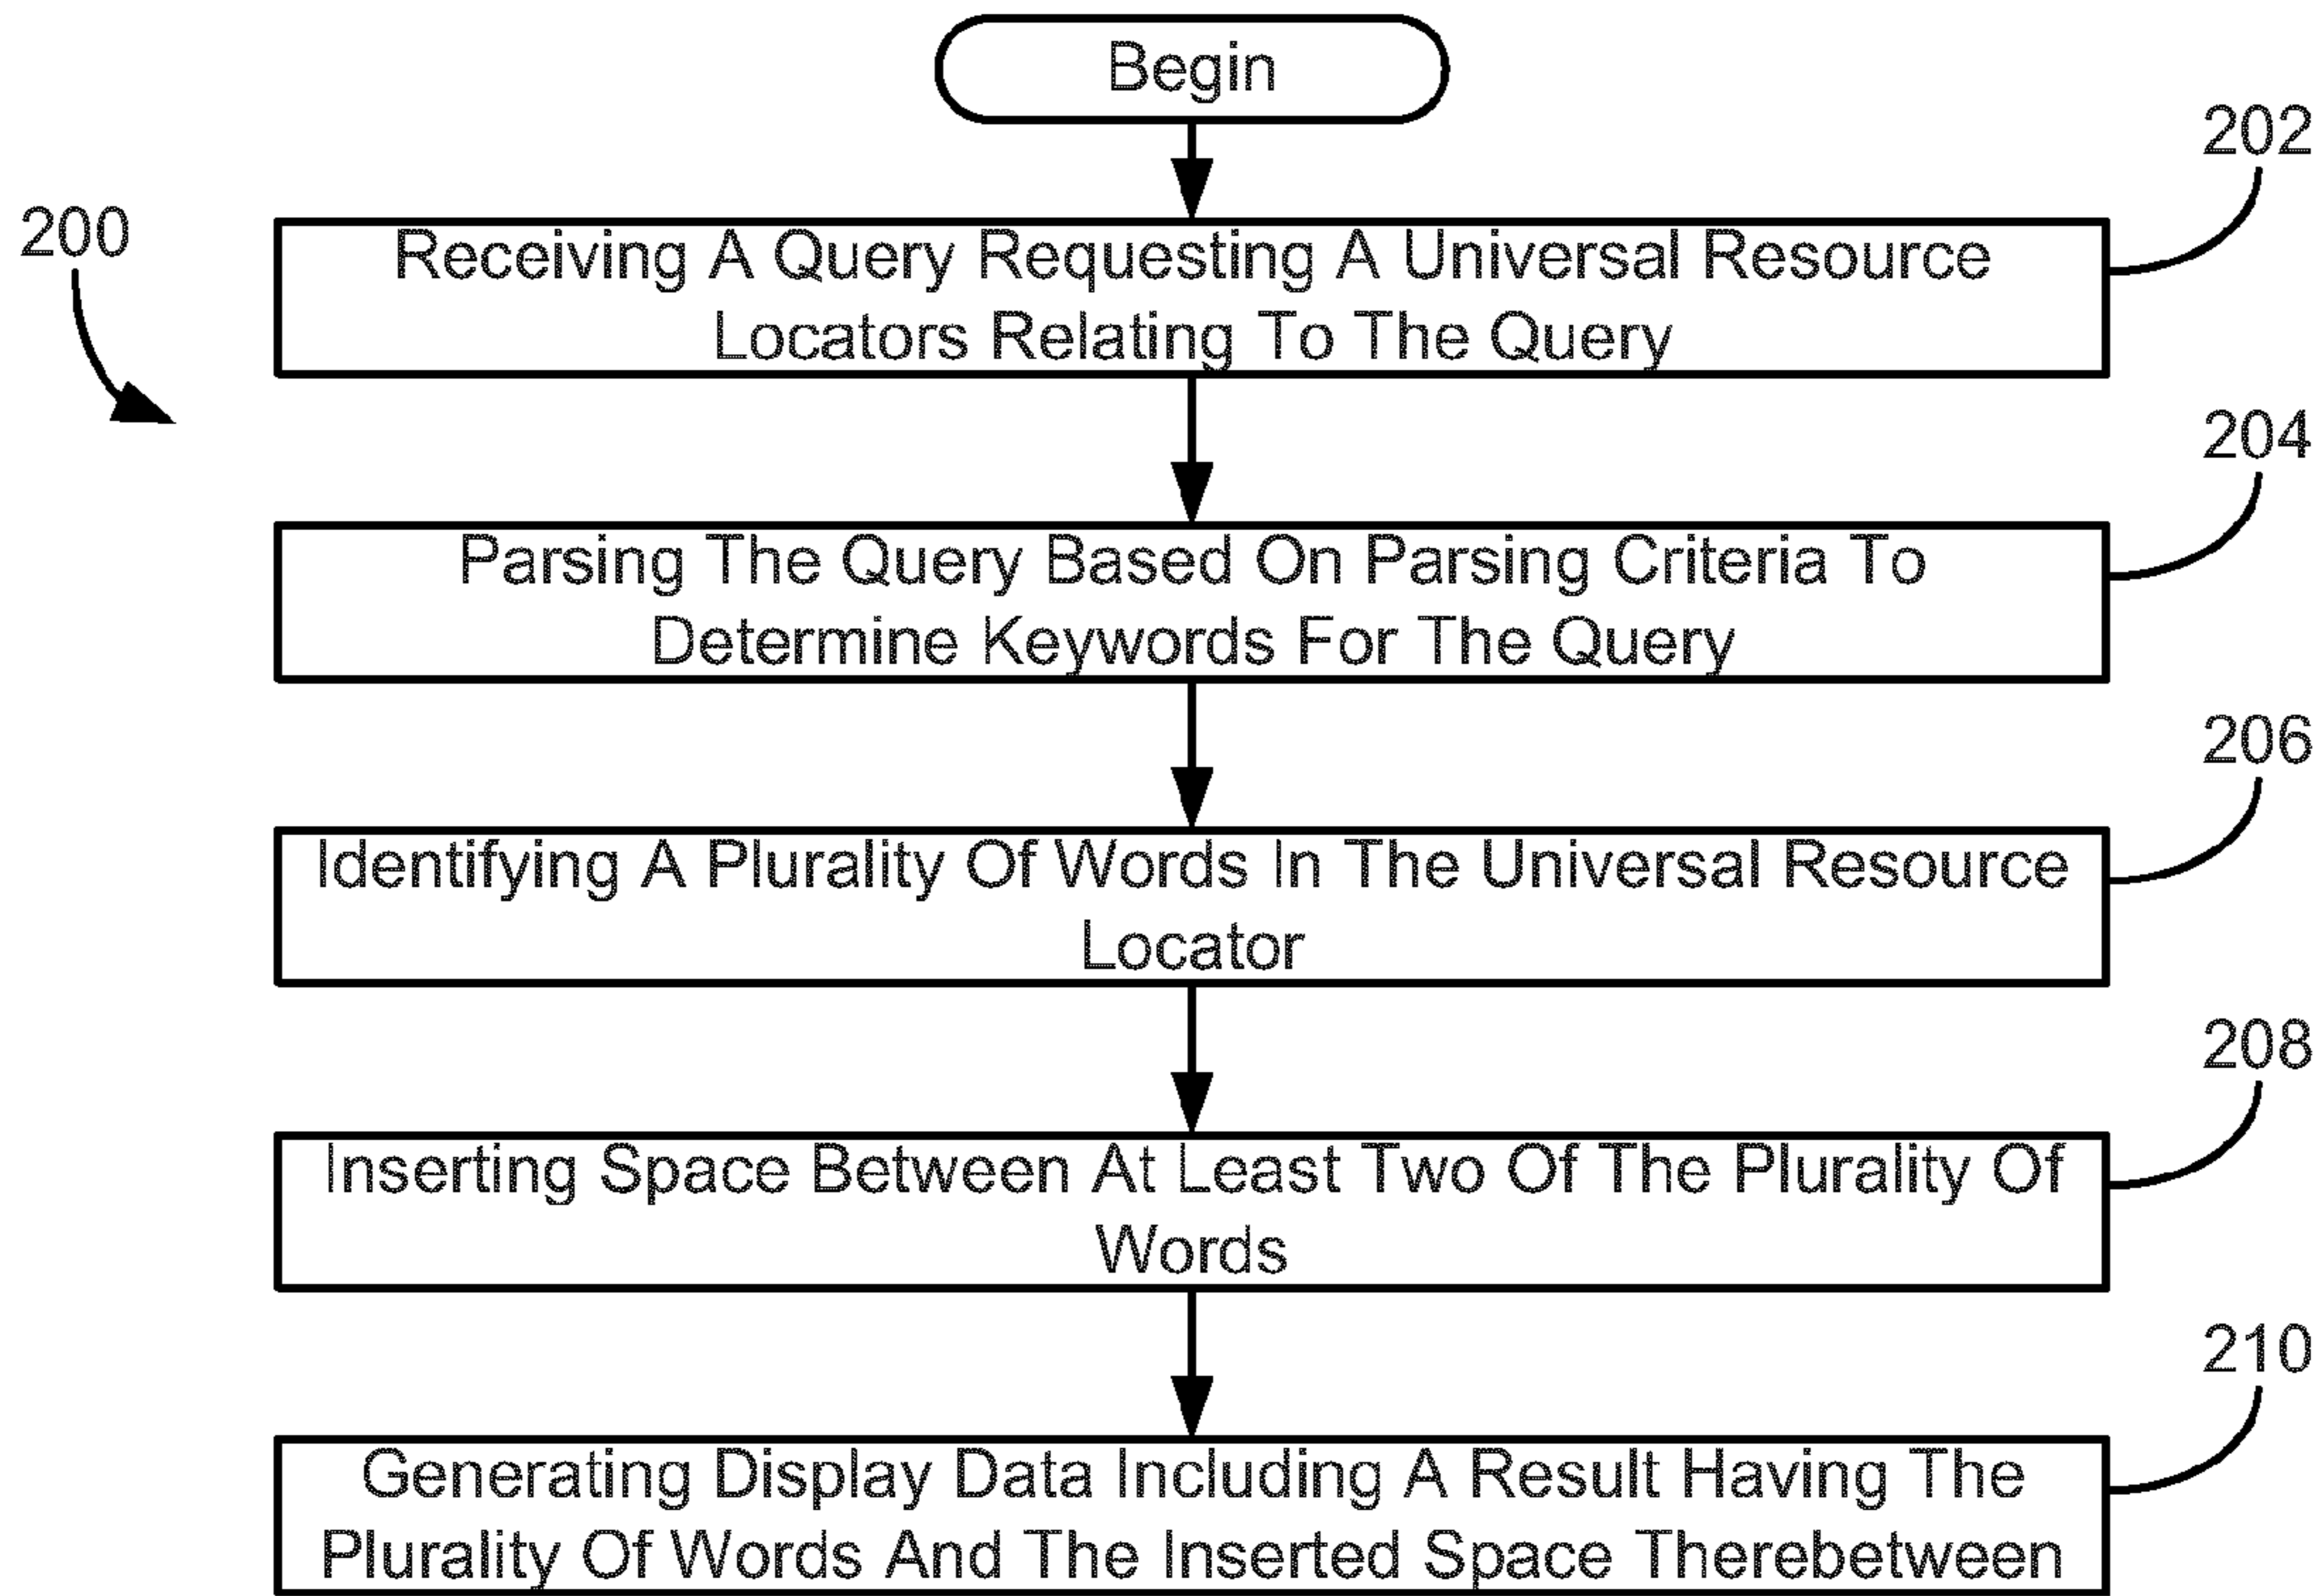 Begin
202
200
Receiving A Query Requesting A Universal Resource
Locators Relating To The Query
204
Parsing The Query Based On Parsing Criteria To
Determine Keywords For The Query
206
Identifying A Plurality Of Words In The Universal Resource
Locator
208
Inserting Space Between At Least Two Of The Plurality Of
Words
210
Generating Display Data Including A Result Having The
Plurality Of Words And The Inserted Space Therebetween